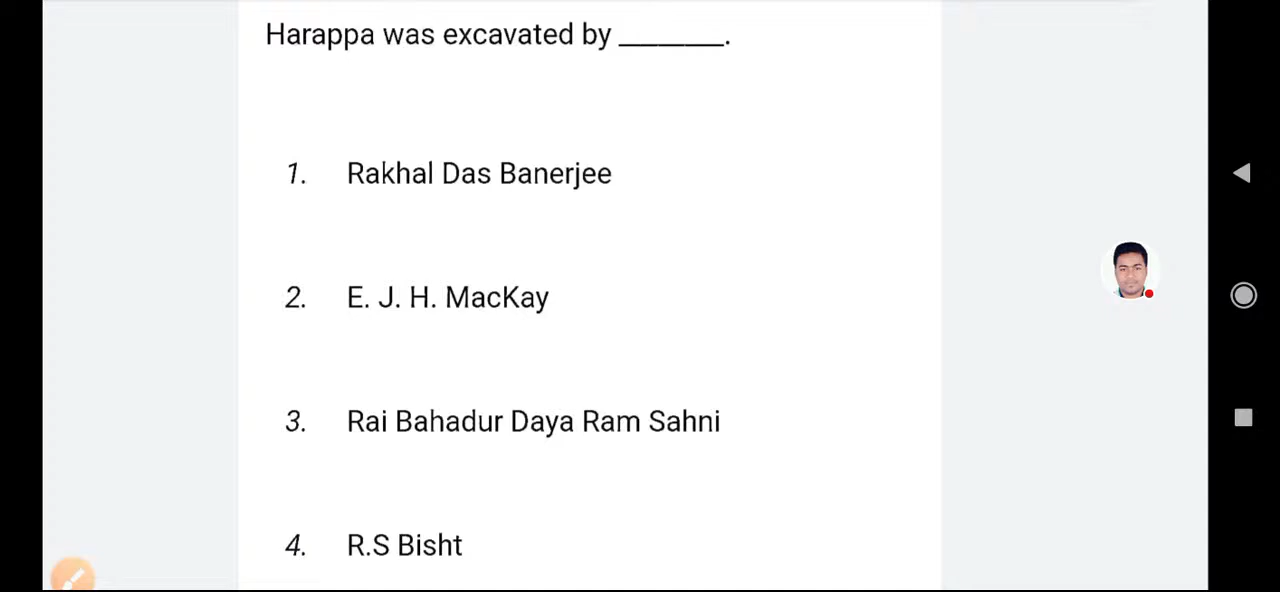 Harappa was excavated by ________.
1. Rakhal Das Banerjee
2. E. J. H. MacKay
3. Rai Bahadur Daya Ram Sahni
4. R.S Bisht